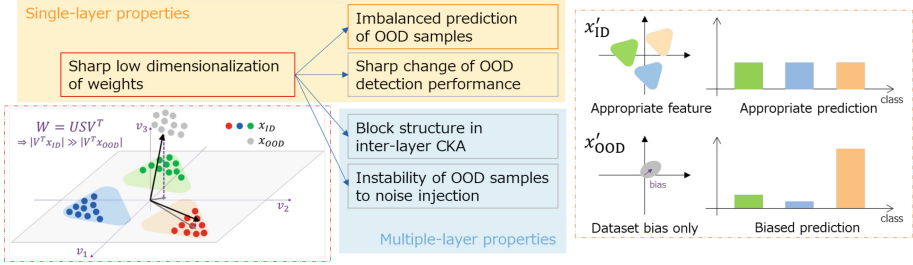 Single-layer properties
Sharp low dimensionalization
of weights
Imbalanced prediction
of OOD samples
Sharp change of OOD
detection performance
Block structure in
inter-layer CKA
Instability of OOD samples
to noise injection
Multiple-layer properties
W = USV^T
⇒ |V^T x_ID| ≫ |V^T x_OOD|
v_3
x_ID
x_OOD
v_2
v_1
x'_ID
Appropriate feature
class
Appropriate prediction
x'_OOD
bias
Dataset bias only
class
Biased prediction